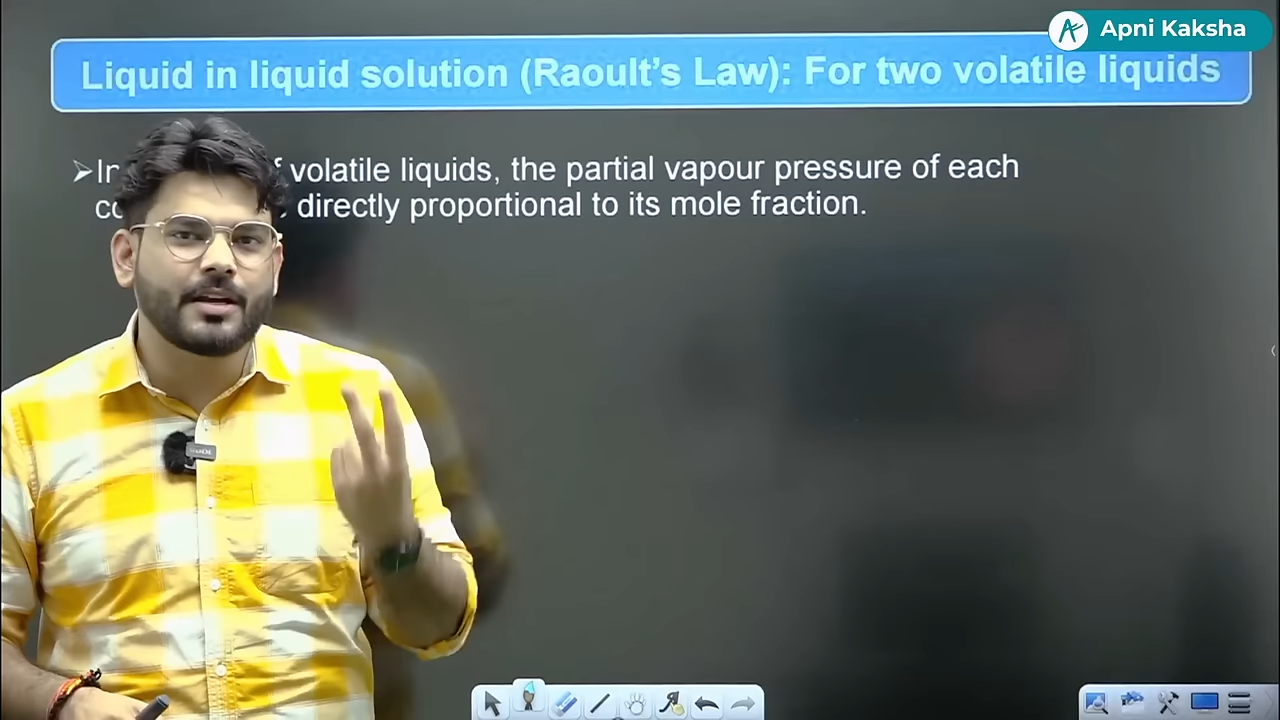 Apni Kaksha
Liquid in liquid solution (Raoult's Law): For two volatile liquids
➢In volatile liquids, the partial vapour pressure of each
directly proportional to its mole fraction.